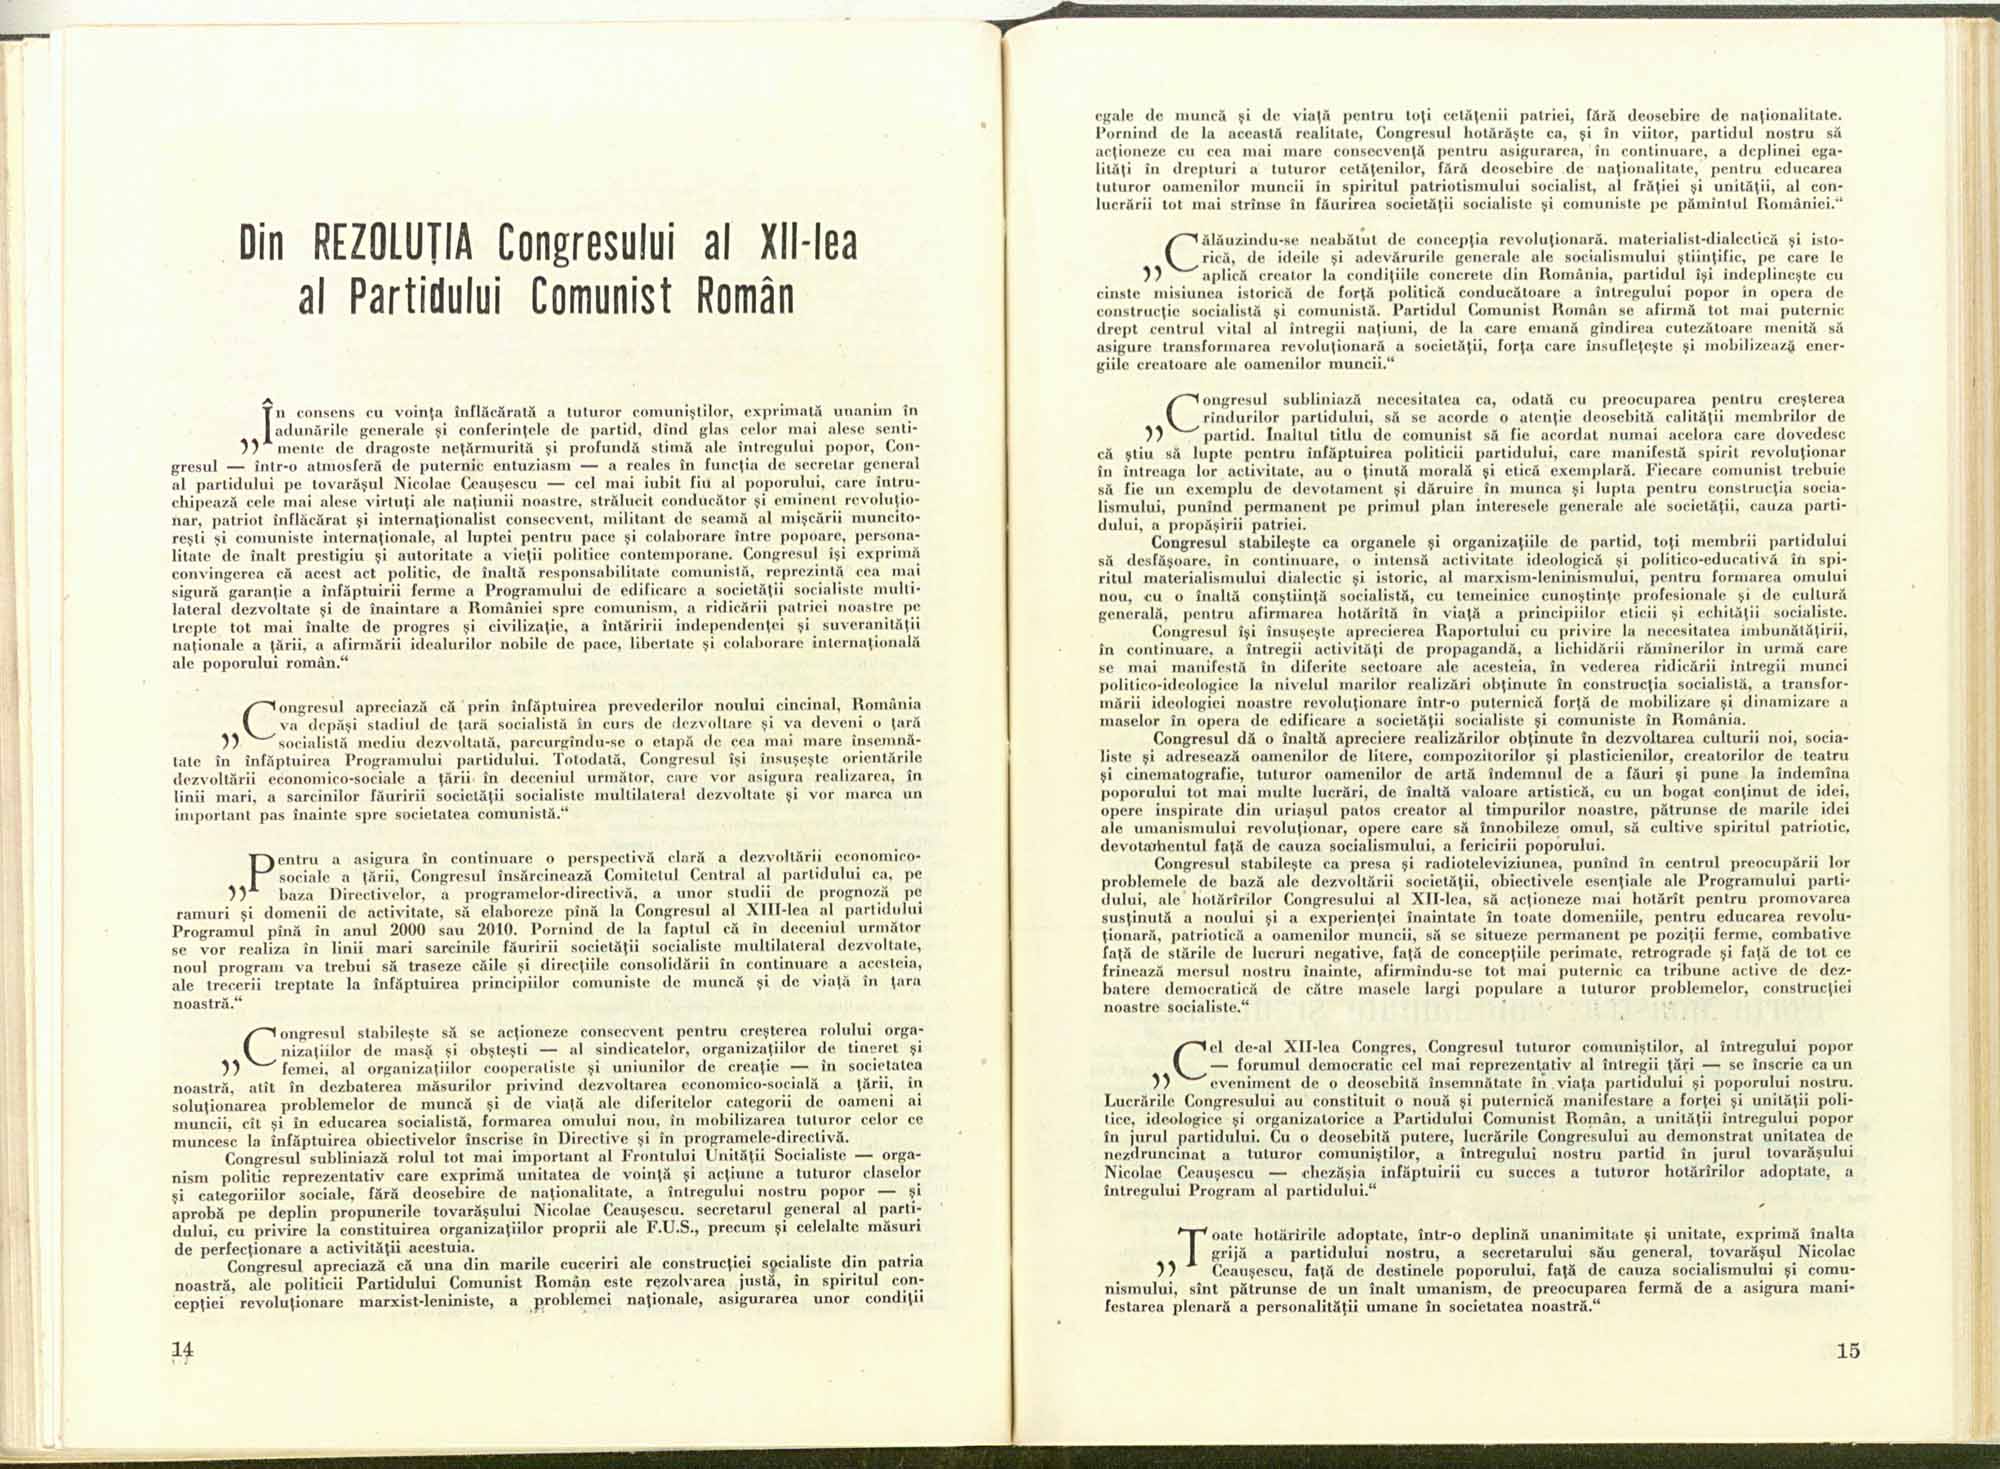 Din REZOLUȚIA Congresului al XII-lea
al Partidului Comunist Român
„În consens cu voința înflăcărată a tuturor comuniștilor, exprimată unanim în
adunările generale și conferințele de partid, dînd glas celor mai alese senti-
mente de dragoste nețărmurită și profundă stimă ale întregului popor, Con-
gresul — într-o atmosferă de puternic entuziasm — a reales în funcția de secretar general
al partidului pe tovarășul Nicolae Ceaușescu — cel mai iubit fiu al poporului, care întru-
chipează cele mai alese virtuți ale națiunii noastre, strălucit conducător și eminent revoluțio-
nar, patriot înflăcărat și internaționalist consecvent, militant de seamă al mișcării muncito-
rești și comuniste internaționale, al luptei pentru pace și colaborare între popoare, persona-
litate de înalt prestigiu și autoritate a vieții politice contemporane. Congresul își exprimă
convingerea că acest act politic, de înaltă responsabilitate comunistă, reprezintă cea mai
sigură garanție a înfăptuirii ferme a Programului de edificare a societății socialiste multi-
lateral dezvoltate și de înaintare a României spre comunism, a ridicării patriei noastre pe
trepte tot mai înalte de progres și civilizație, a întăririi independenței și suveranității
naționale a țării, a afirmării idealurilor nobile de pace, libertate și colaborare internațională
ale poporului român.“
„Congresul apreciază că prin înfăptuirea prevederilor noului cincinal, România
va depăși stadiul de țară socialistă în curs de dezvoltare și va deveni o țară
socialistă mediu dezvoltată, parcurgîndu-se o etapă de cea mai mare însemnă-
tate în înfăptuirea Programului partidului. Totodată, Congresul își însușește orientările
dezvoltării economico-sociale a țării în deceniul următor, care vor asigura realizarea, în
linii mari, a sarcinilor făuririi societății socialiste multilateral dezvoltate și vor marca un
important pas înainte spre societatea comunistă.“
„Pentru a asigura în continuare o perspectivă clară a dezvoltării economico-
sociale a țării, Congresul însărcinează Comitetul Central al partidului ca, pe
baza Directivelor, a programelor-directivă, a unor studii de prognoză pe
ramuri și domenii de activitate, să elaboreze pînă la Congresul al XIII-lea al partidului
Programul pînă în anul 2000 sau 2010. Pornind de la faptul că în deceniul următor
se vor realiza în linii mari sarcinile făuririi societății socialiste multilateral dezvoltate,
noul program va trebui să traseze căile și direcțiile consolidării în continuare a acesteia,
ale trecerii treptate la înfăptuirea principiilor comuniste de muncă și de viață în țara
noastră.“
„Congresul stabilește să se acționeze consecvent pentru creșterea rolului orga-
nizațiilor de masă și obștești — al sindicatelor, organizațiilor de tineret și
femei, al organizațiilor cooperatiste și uniunilor de creație — în societatea
noastră, atît în dezbaterea măsurilor privind dezvoltarea economico-socială a țării, în
soluționarea problemelor de muncă și de viață ale diferitelor categorii de oameni ai
muncii, cît și în educarea socialistă, formarea omului nou, în mobilizarea tuturor celor ce
muncesc la înfăptuirea obiectivelor înscrise în Directive și în programele-directivă.
Congresul subliniază rolul tot mai important al Frontului Unității Socialiste — orga-
nism politic reprezentativ care exprimă unitatea de voință și acțiune a tuturor claselor
și categoriilor sociale, fără deosebire de naționalitate, a întregului nostru popor — și
aprobă pe deplin propunerile tovarășului Nicolae Ceaușescu. secretarul general al parti-
dului, cu privire la constituirea organizațiilor proprii ale F.U.S., precum și celelalte măsuri
de perfecționare a activității acestuia.
Congresul apreciază că una din marile cuceriri ale construcției socialiste din patria
noastră, ale politicii Partidului Comunist Român este rezolvarea justă, în spiritul con-
cepției revoluționare marxist-leniniste, a problemei naționale, asigurarea unor condiții
14
egale de muncă și de viață pentru toți cetățenii patriei, fără deosebire de naționalitate.
Pornind de la această realitate, Congresul hotărăște ca, și în viitor, partidul nostru să
acționeze cu cea mai mare consecvență pentru asigurarea, în continuare, a deplinei ega-
lități în drepturi a tuturor cetățenilor, fără deosebire de naționalitate, pentru educarea
tuturor oamenilor muncii în spiritul patriotismului socialist, al frăției și unității, al con-
lucrării tot mai strînse în făurirea societății socialiste și comuniste pe pămîntul României.“
„Călăuzindu-se neabătut de concepția revoluționară. materialist-dialectică și isto-
rică, de ideile și adevărurile generale ale socialismului științific, pe care le
aplică creator la condițiile concrete din România, partidul își îndeplinește cu
cinste misiunea istorică de forță politică conducătoare a întregului popor în opera de
construcție socialistă și comunistă. Partidul Comunist Român se afirmă tot mai puternic
drept centrul vital al întregii națiuni, de la care emană gîndirea cutezătoare menită să
asigure transformarea revoluționară a societății, forța care însuflețește și mobilizează ener-
giile creatoare ale oamenilor muncii.“
„Congresul subliniază necesitatea ca, odată cu preocuparea pentru creșterea
rîndurilor partidului, să se acorde o atenție deosebită calității membrilor de
partid. Inaltul titlu de comunist să fie acordat numai acelora care dovedesc
că știu să lupte pentru înfăptuirea politicii partidului, care manifestă spirit revoluționar
în întreaga lor activitate, au o ținută morală și etică exemplară. Fiecare comunist trebuie
să fie un exemplu de devotament și dăruire în munca și lupta pentru construcția socia-
lismului, punînd permanent pe primul plan interesele generale ale societății, cauza parti-
dului, a propășirii patriei.
Congresul stabilește ca organele și organizațiile de partid, toți membrii partidului
să desfășoare, în continuare, o intensă activitate ideologică și politico-educativă în spi-
ritul materialismului dialectic și istoric, al marxism-leninismului, pentru formarea omului
nou, cu o înaltă conștiință socialistă, cu temeinice cunoștințe profesionale și de cultură
generală, pentru afirmarea hotărîtă în viață a principiilor eticii și echității socialiste.
Congresul își însușește aprecierea Raportului cu privire la necesitatea îmbunătățirii,
în continuare, a întregii activități de propagandă, a lichidării rămînerilor în urmă care
se mai manifestă în diferite sectoare ale acesteia, în vederea ridicării întregii munci
politico-ideologice la nivelul marilor realizări obținute în construcția socialistă, a transfor-
mării ideologiei noastre revoluționare într-o puternică forță de mobilizare și dinamizare a
maselor în opera de edificare a societății socialiste și comuniste în România.
Congresul dă o înaltă apreciere realizărilor obținute în dezvoltarea culturii noi, socia-
liste și adresează oamenilor de litere, compozitorilor și plasticienilor, creatorilor de teatru
și cinematografie, tuturor oamenilor de artă îndemnul de a făuri și pune la îndemîna
poporului tot mai multe lucrări, de înaltă valoare artistică, cu un bogat conținut de idei,
opere inspirate din uriașul patos creator al timpurilor noastre, pătrunse de marile idei
ale umanismului revoluționar, opere care să înnobileze omul, să cultive spiritul patriotic,
devotamentul față de cauza socialismului, a fericirii poporului.
Congresul stabilește ca presa și radioteleviziunea, punînd în centrul preocupării lor
problemele de bază ale dezvoltării societății, obiectivele esențiale ale Programului parti-
dului, ale hotărîrilor Congresului al XII-lea, să acționeze mai hotărît pentru promovarea
susținută a noului și a experienței înaintate în toate domeniile, pentru educarea revolu-
ționară, patriotică a oamenilor muncii, să se situeze permanent pe poziții ferme, combative
față de stările de lucruri negative, față de concepțiile perimate, retrograde și față de tot ce
frînează mersul nostru înainte, afirmîndu-se tot mai puternic ca tribune active de dez-
batere democratică de către masele largi populare a tuturor problemelor, construcției
noastre socialiste.“
„Cel de-al XII-lea Congres, Congresul tuturor comuniștilor, al întregului popor
— forumul democratic cel mai reprezentativ al întregii țări — se înscrie ca un
eveniment de o deosebită însemnătate în viața partidului și poporului nostru.
Lucrările Congresului au constituit o nouă și puternică manifestare a forței și unității poli-
tice, ideologice și organizatorice a Partidului Comunist Român, a unității întregului popor
în jurul partidului. Cu o deosebită putere, lucrările Congresului au demonstrat unitatea de
nezdruncinat a tuturor comuniștilor, a întregului nostru partid în jurul tovarășului
Nicolae Ceaușescu — chezășia înfăptuirii cu succes a tuturor hotărîrilor adoptate, a
întregului Program al partidului.“
„Toate hotărîrile adoptate, într-o deplină unanimitate și unitate, exprimă înalta
grijă a partidului nostru, a secretarului său general, tovarășul Nicolae
Ceaușescu, față de destinele poporului, față de cauza socialismului și comu-
nismului, sînt pătrunse de un înalt umanism, de preocuparea fermă de a asigura mani-
festarea plenară a personalității umane în societatea noastră.“
15